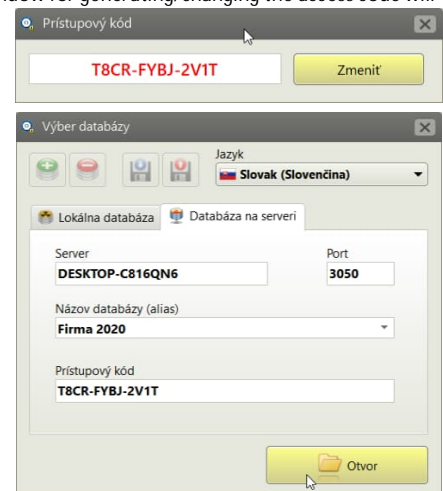 Prístupový kód
T8CR-FYBJ-2V1T
Zmeniť
Výber databázy
Jazyk
Slovak (Slovenčina)
Lokálna databáza
Databáza na serveri
Server
Port
DESKTOP-C816QN6
3050
Názov databázy (alias)
Firma 2020
Prístupový kód
T8CR-FYBJ-2V1T
Otvor